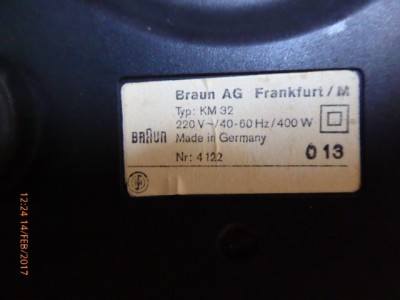 Braun AG Frankfurt/M
Typ: KM 32
220 V~/40-60 Hz/400 W
BRAUN Made in Germany
Nr: 4122 013
12:24 14/FEB/2017